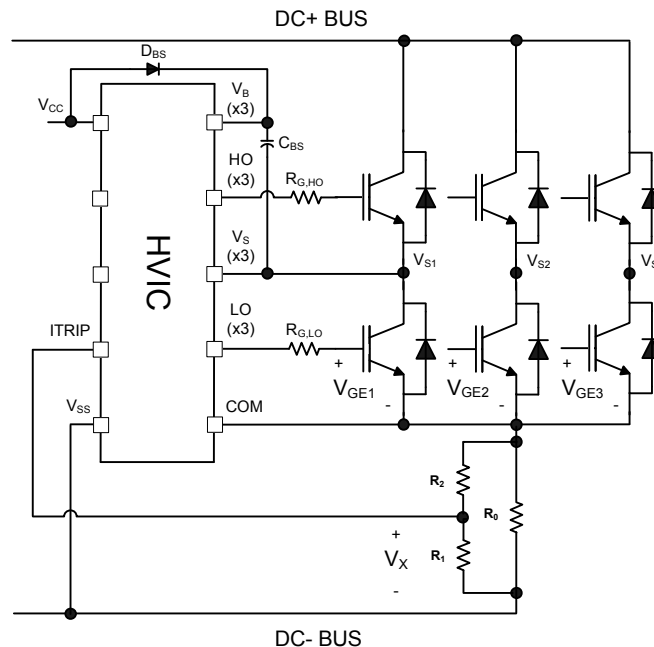 DC+ BUS
DBS
VCC
VB
(x3)
CBS
HO
(x3)
RG,HO
HVIC
VS
(x3)
VS1
VS2
VS
LO
(x3)
ITRIP
RG,LO
+
VGE1
-
+
VGE2
-
+
VGE3
-
VSS
COM
R2
R0
+
VX
-
R1
DC- BUS